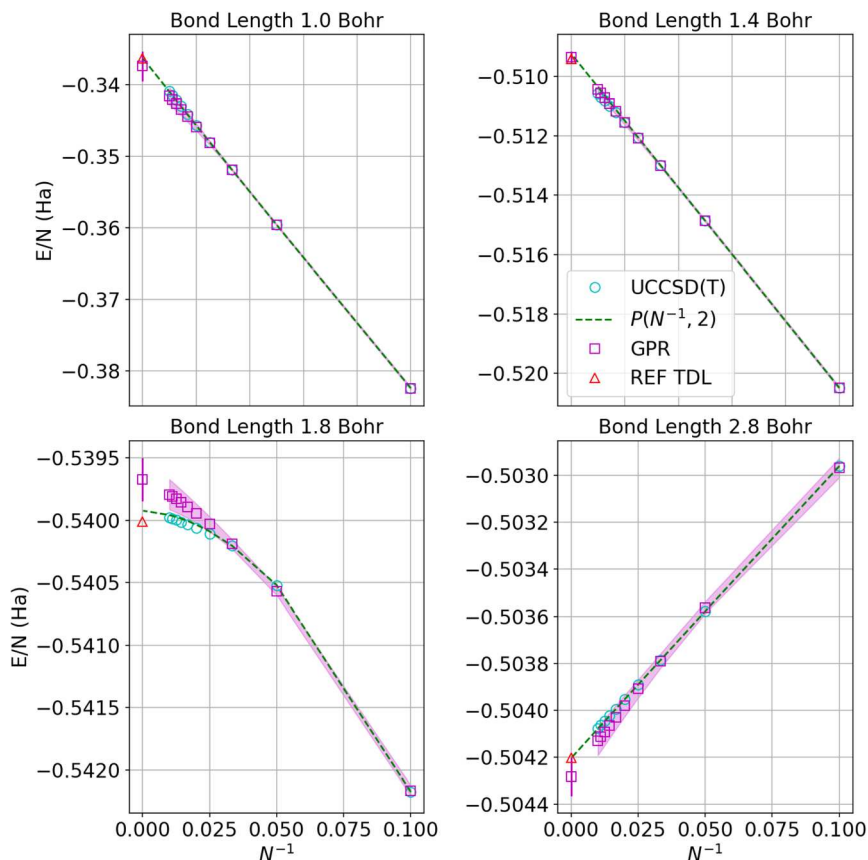 Bond Length 1.0 Bohr
Bond Length 1.4 Bohr
−0.34
−0.35
−0.36
−0.37
−0.38
E/N (Ha)
−0.510
−0.512
−0.514
−0.516
−0.518
−0.520
UCCSD(T)
P(N⁻¹, 2)
GPR
REF TDL
Bond Length 1.8 Bohr
Bond Length 2.8 Bohr
−0.5395
−0.5400
−0.5405
−0.5410
−0.5415
−0.5420
E/N (Ha)
−0.5030
−0.5032
−0.5034
−0.5036
−0.5038
−0.5040
−0.5042
−0.5044
0.000 0.025 0.050 0.075 0.100
0.000 0.025 0.050 0.075 0.100
N⁻¹
N⁻¹